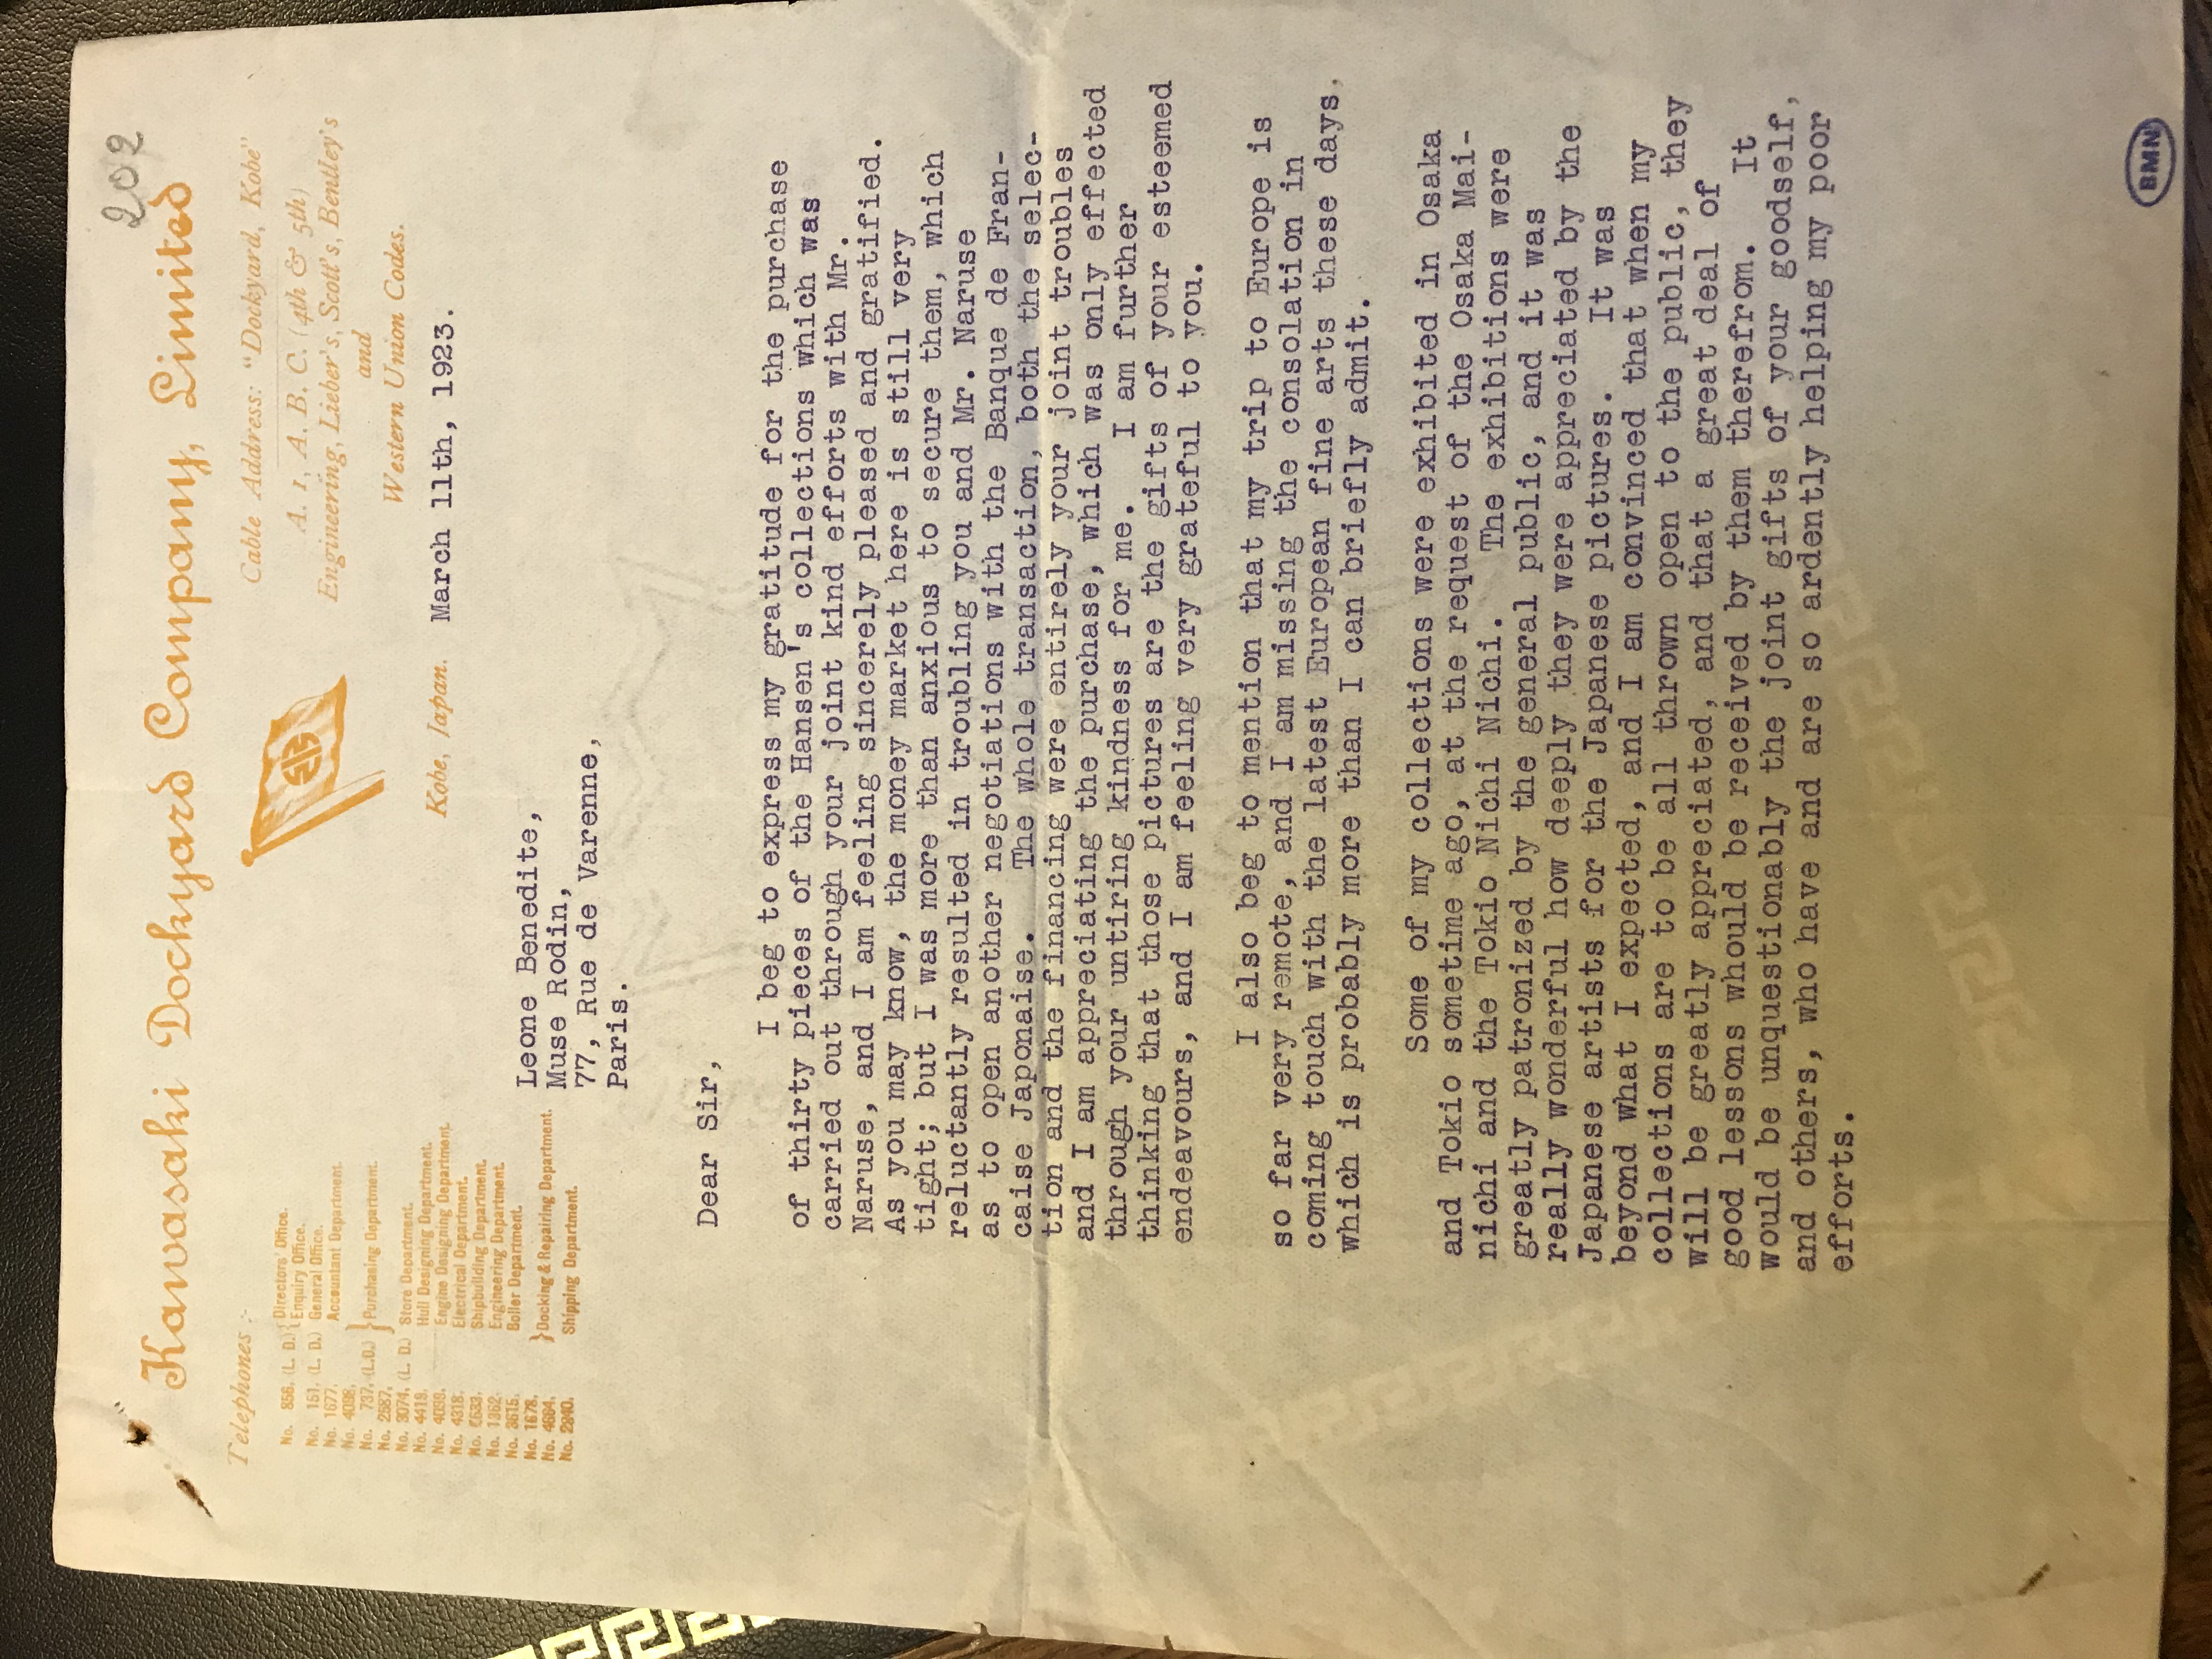 202
Kawasaki Dockyard Company, Limited
Telephones :-
No. 856, (L. D.) { Directors' Office.
Enquiry Office.
No. 151, (L. D.) General Office.
No. 1677, Accountant Department.
No. 4098,
No. 737, (L.D.) } Purchasing Department.
No. 2587,
No. 3074, (L. D.) Store Department.
No. 4419, Hull Designing Department.
No. 4099, Engine Designing Department.
No. 4318, Electrical Department.
Shipbuilding Department.
No. 1362, Engineering Department.
No. 3615, Boiler Department.
No. 1678, } Docking & Repairing Department.
No. 4604,
No. 2840, Shipping Department.
Cable Address: "Dockyard, Kobe"
A. 1, A. B. C. (4th & 5th)
Engineering, Lieber's, Scott's, Bentley's
and
Western Union Codes.
Kobe, Japan. March 11th, 1923.
Leone Benedite,
Muse Rodin,
77, Rue de Varenne,
Paris.
Dear Sir,
I beg to express my gratitude for the purchase
of thirty pieces of the Hansen's collections which was
carried out through your joint kind efforts with Mr.
Naruse, and I am feeling sincerely pleased and gratified.
As you may know, the money market here is still very
tight; but I was more than anxious to secure them, which
reluctantly resulted in troubling you and Mr. Naruse
as to open another negotiations with the Banque de Fran-
caise Japonaise. The whole transaction, both the selec-
tion and the financing were entirely your joint troubles
and I am appreciating the purchase, which was only effected
through your untiring kindness for me. I am further
thinking that those pictures are the gifts of your esteemed
endeavours, and I am feeling very grateful to you.
I also beg to mention that my trip to Europe is
so far very remote, and I am missing the consolation in
coming touch with the latest European fine arts these days,
which is probably more than I can briefly admit.
Some of my collections were exhibited in Osaka
and Tokio sometime ago, at the request of the Osaka Mai-
nichi and the Tokio Nichi Nichi. The exhibitions were
greatly patronized by the general public, and it was
really wonderful how deeply they were appreciated by the
Japanese artists for the Japanese pictures. It was
beyond what I expected, and I am convinced that when my
collections are to be all thrown open to the public, they
will be greatly appreciated, and that a great deal of
good lessons whould be received by them therefrom. It
would be unquestionably the joint gifts of your goodself,
and others, who have and are so ardently helping my poor
efforts.
BMN